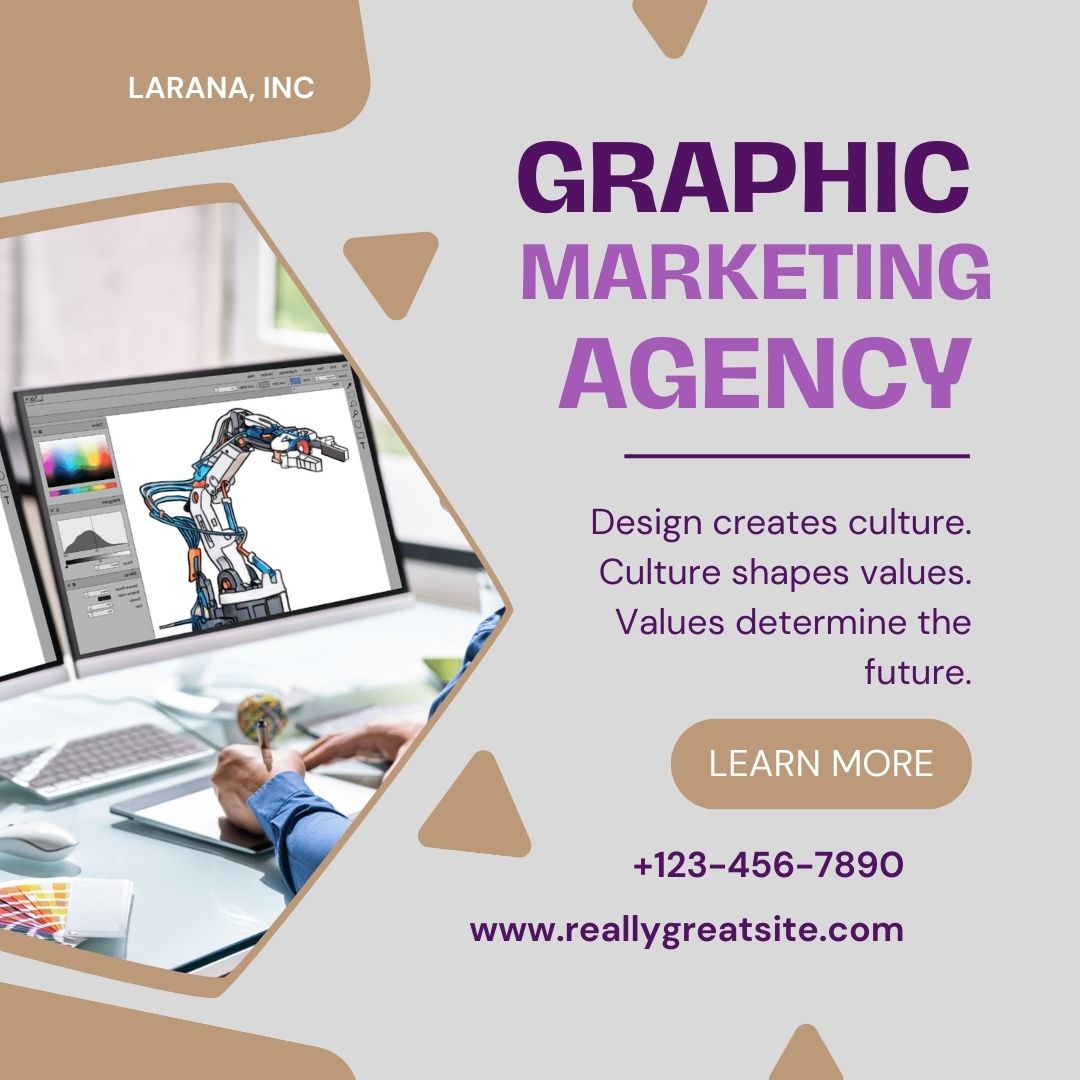 LARANA, INC
GRAPHIC
MARKETING
AGENCY
Design creates culture.
Culture shapes values.
Values determine the
future.
LEARN MORE
+123-456-7890
www.reallygreatsite.com